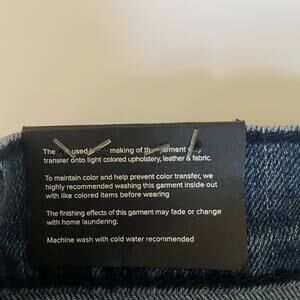 The used making of this garment
transfer onto light colored upholstery, leather & fabric.
To maintain color and help prevent color transfer, we
highly recommended washing this garment inside out
with like colored items before wearing
The finishing effects of this garment may fade or change
with home laundering.
Machine wash with cold water recommended